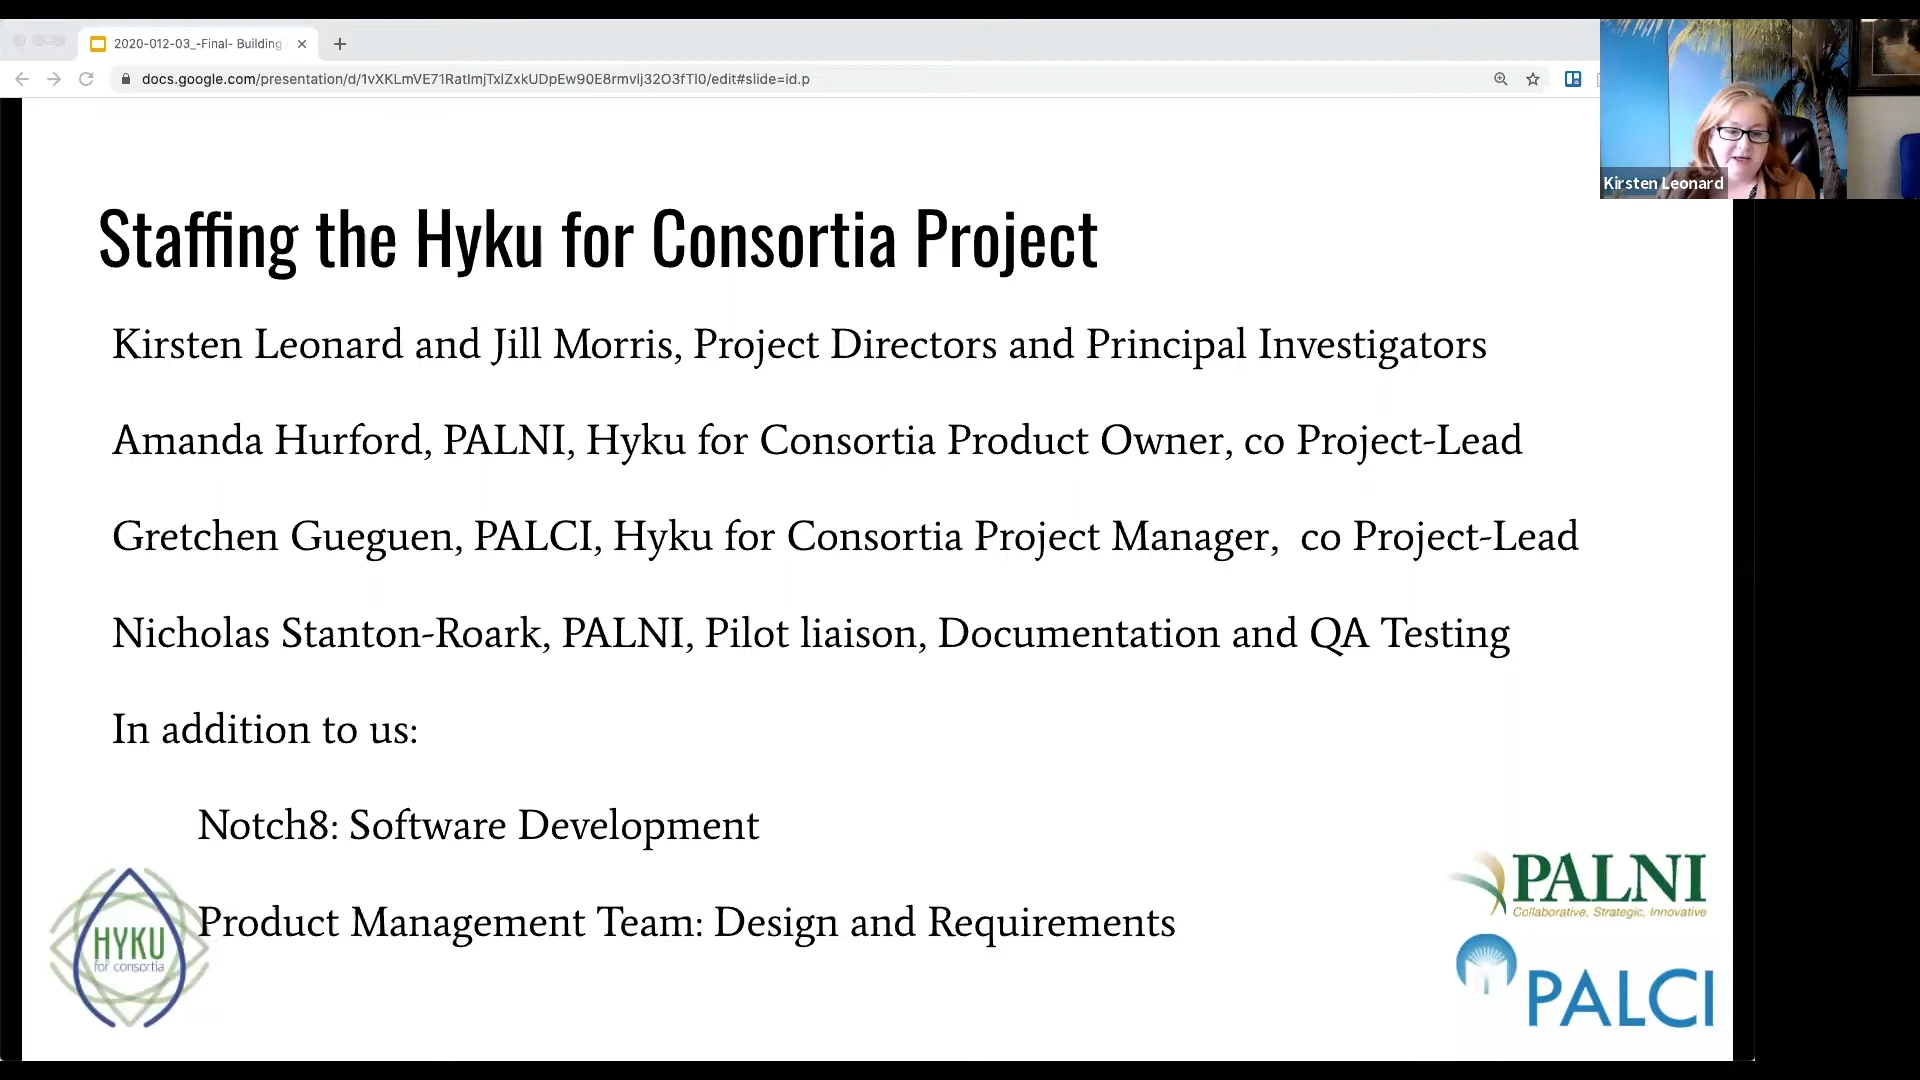 2020-012-03_-Final- Building
docs.google.com/presentation/d/1vXKLmVE71RatImjTxlZxkUDpEw90E8rmvIj32O3fTI0/edit#slide=id.p
Kirsten Leonard
Staffing the Hyku for Consortia Project
Kirsten Leonard and Jill Morris, Project Directors and Principal Investigators
Amanda Hurford, PALNI, Hyku for Consortia Product Owner, co Project-Lead
Gretchen Gueguen, PALCI, Hyku for Consortia Project Manager,  co Project-Lead
Nicholas Stanton-Roark, PALNI, Pilot liaison, Documentation and QA Testing
In addition to us:
Notch8: Software Development
Product Management Team: Design and Requirements
HYKU
for consortia
PALNI
Collaborative, Strategic, Innovative
PALCI